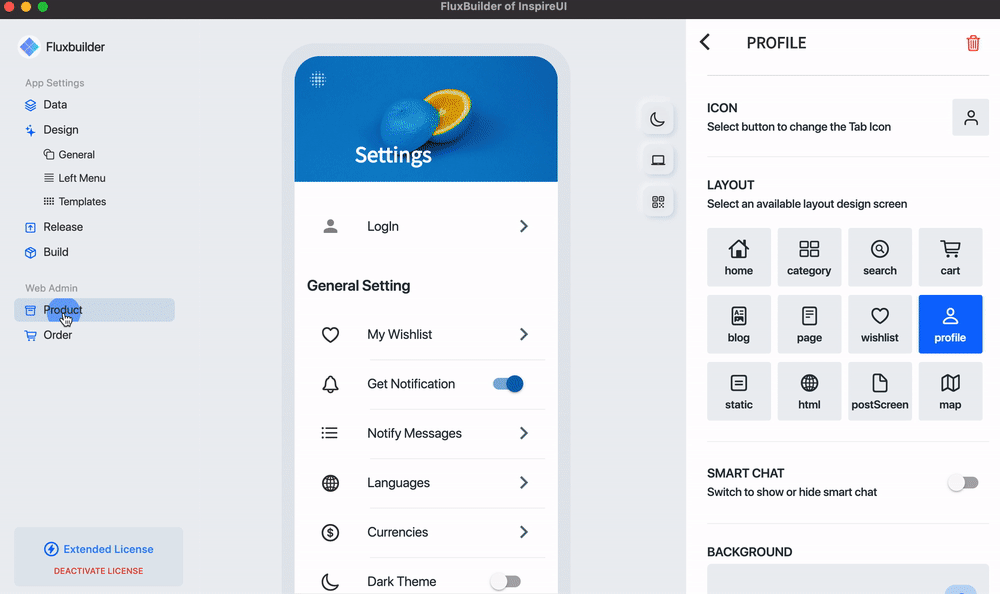 FluxBuilder of InspireUI
Fluxbuilder
App Settings
Data
Design
General
Left Menu
Templates
Release
Build
Web Admin
Product
Order
Extended License
DEACTIVATE LICENSE
Settings
LogIn
General Setting
My Wishlist
Get Notification
Notify Messages
Languages
Currencies
Dark Theme
PROFILE
ICON
Select button to change the Tab Icon
LAYOUT
Select an available layout design screen
home category search cart
blog page wishlist profile
static html postScreen map
SMART CHAT
Switch to show or hide smart chat
BACKGROUND